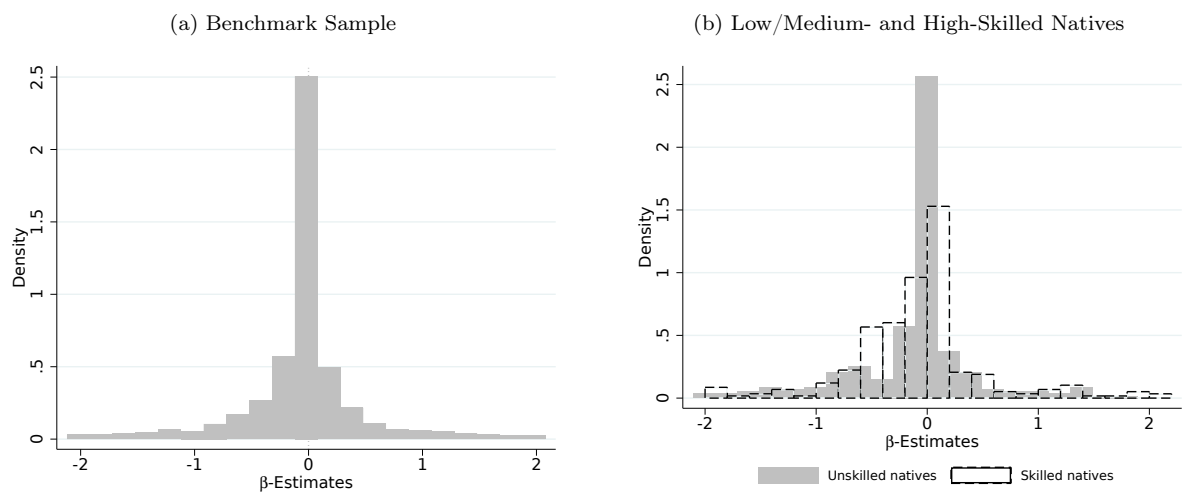 (a) Benchmark Sample
2.5
2
1.5
1
.5
0
Density
-2
-1
0
1
2
β-Estimates
(b) Low/Medium- and High-Skilled Natives
2.5
2
1.5
1
.5
0
Density
-2
-1
0
1
2
β-Estimates
Unskilled natives
Skilled natives